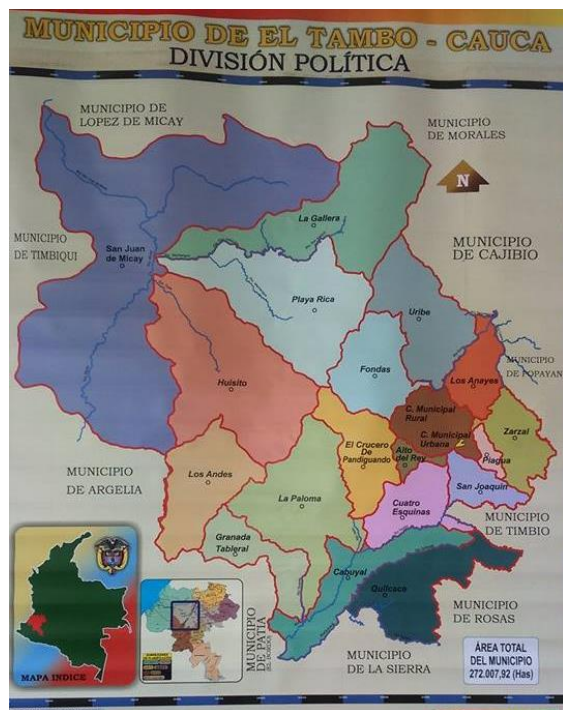 MUNICIPIO DE EL TAMBO - CAUCA
DIVISIÓN POLÍTICA
MUNICIPIO DE
LOPEZ DE MICAY
MUNICIPIO
DE MORALES
N
La Gallera
MUNICIPIO
DE TIMBIQUI
San Juan
de Micay
MUNICIPIO
DE CAJIBIO
Playa Rica
Uribe
MUNICIPIO
DE POPAYAN
Fondas
Huisito
Los Anayes
C. Municipal
Rural
C. Municipal
Urbana
Zarzal
El Crucero
De
Pandiguando
Alto
del Rey
Piagua
MUNICIPIO
DE ARGELIA
Los Andes
San Joaquin
La Paloma
Cuatro
Esquinas
MUNICIPIO
DE TIMBIO
Granada
Tableral
Cabuyal
Quilcace
MUNICIPIO
DE ROSAS
MUNICIPIO
DE PATIA
(EL BORDO)
MUNICIPIO
DE LA SIERRA
ÁREA TOTAL
DEL MUNICIPIO
272.007,92 (Has)
MAPA INDICE